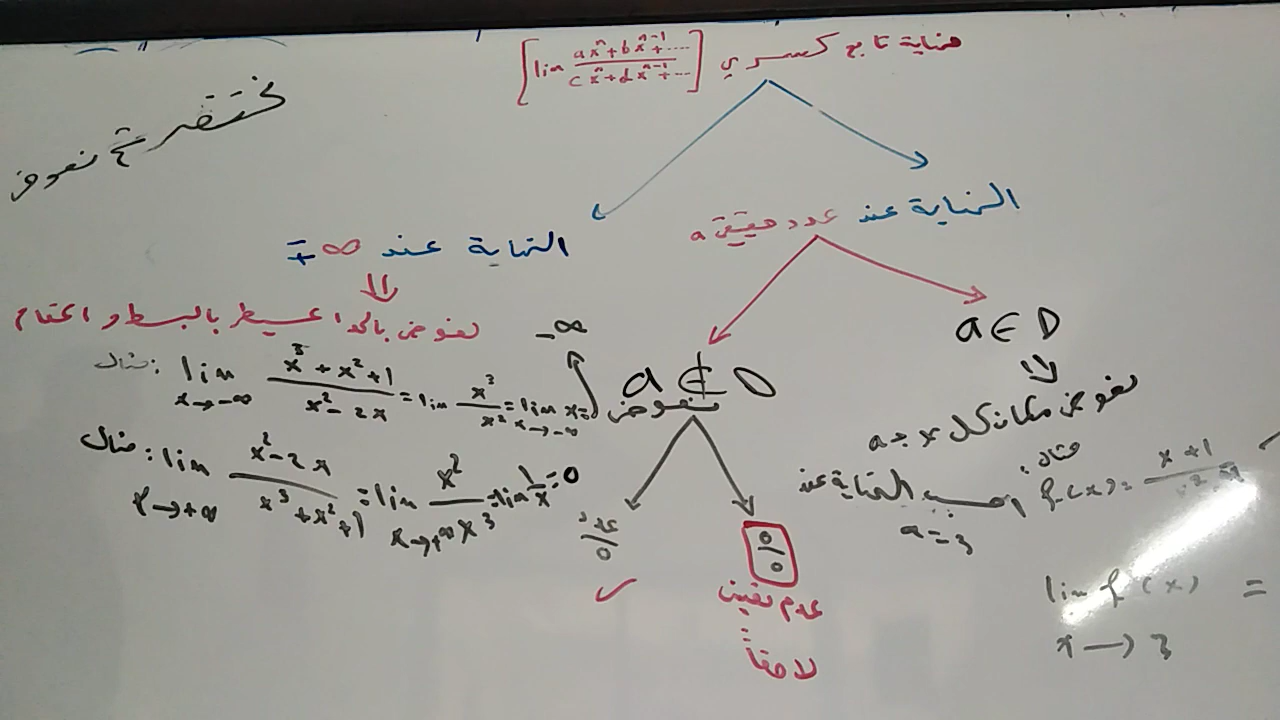 نهاية تابع كسري [lim (ax^n + bx^(n-1) + ....)/(cx^n + dx^(n-1) + ...)]
نختصر ثم نعوض
النهاية عند عدد حقيقي a
النهاية عند ∓∞
⇓
نعوض بالحد المسيطر بالبسط و المقام
مثال: lim x→-∞ (x³+x²+1)/(x²-2x) = lim x³/x² = lim x→-∞ x = -∞
مثال: lim x→+∞ (x²-2x)/(x³+x²+1) = lim x→+∞ x²/x³ = lim 1/x = 0
a ∈ D
⇓
نعوض مكان كل x بـ a
مثال: f(x) = (x+1)/
احسب النهاية عند
a = 3
lim f(x) =
x → 3
a ∉ D
نعوض
عدد/0
✓
0/0
عدم تعيين
:
لاحقاً